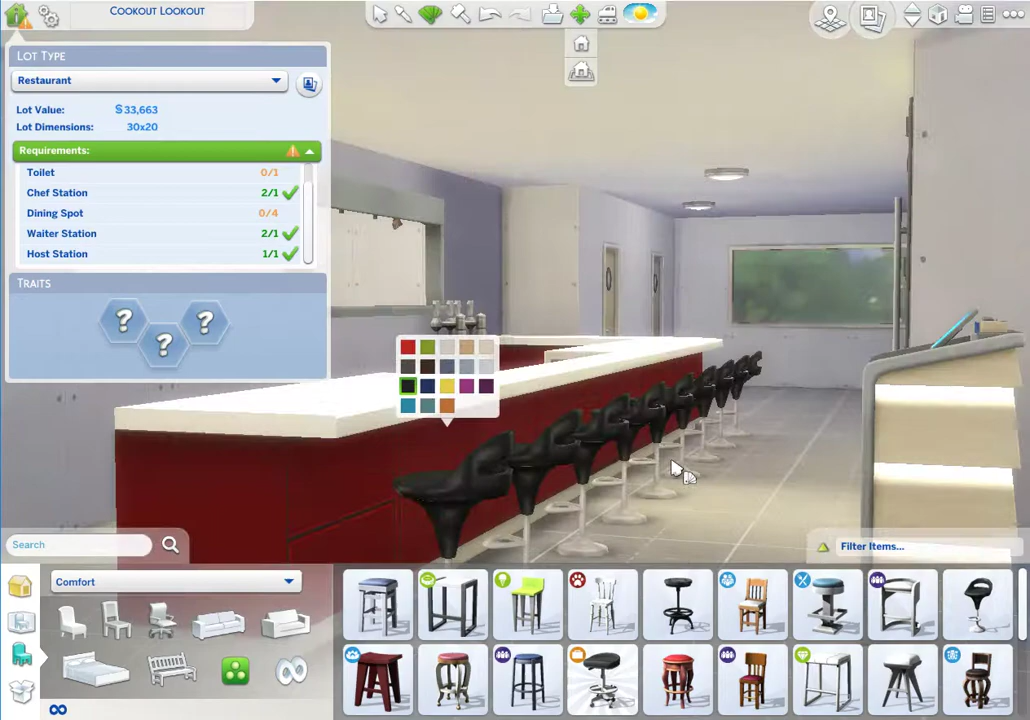 COOKOUT LOOKOUT
LOT TYPE
Restaurant
Lot Value: §33,663
Lot Dimensions: 30x20
Requirements:
Toilet 0/1
Chef Station 2/1
Dining Spot 0/4
Waiter Station 2/1
Host Station 1/1
TRAITS
? ? ?
Search
Filter Items...
Comfort